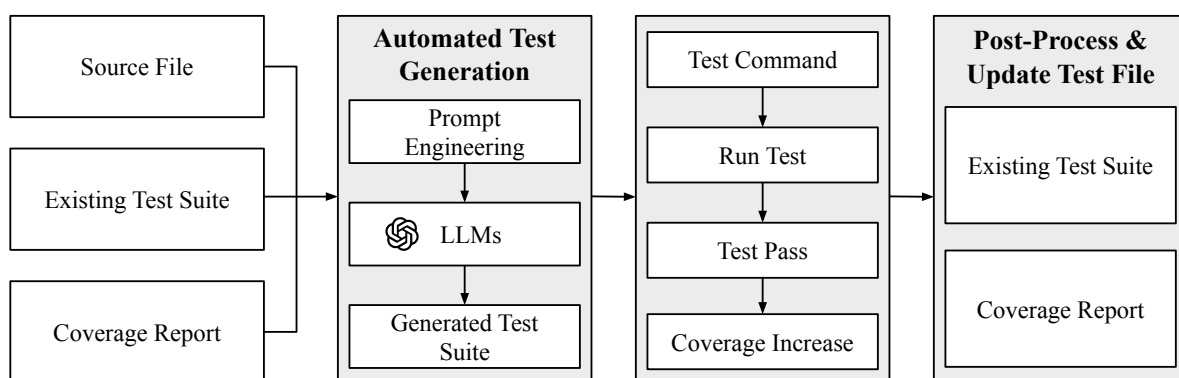 Source File
Existing Test Suite
Coverage Report
Automated Test
Generation
Prompt
Engineering
LLMs
Generated Test
Suite
Test Command
Run Test
Test Pass
Coverage Increase
Post-Process &
Update Test File
Existing Test Suite
Coverage Report